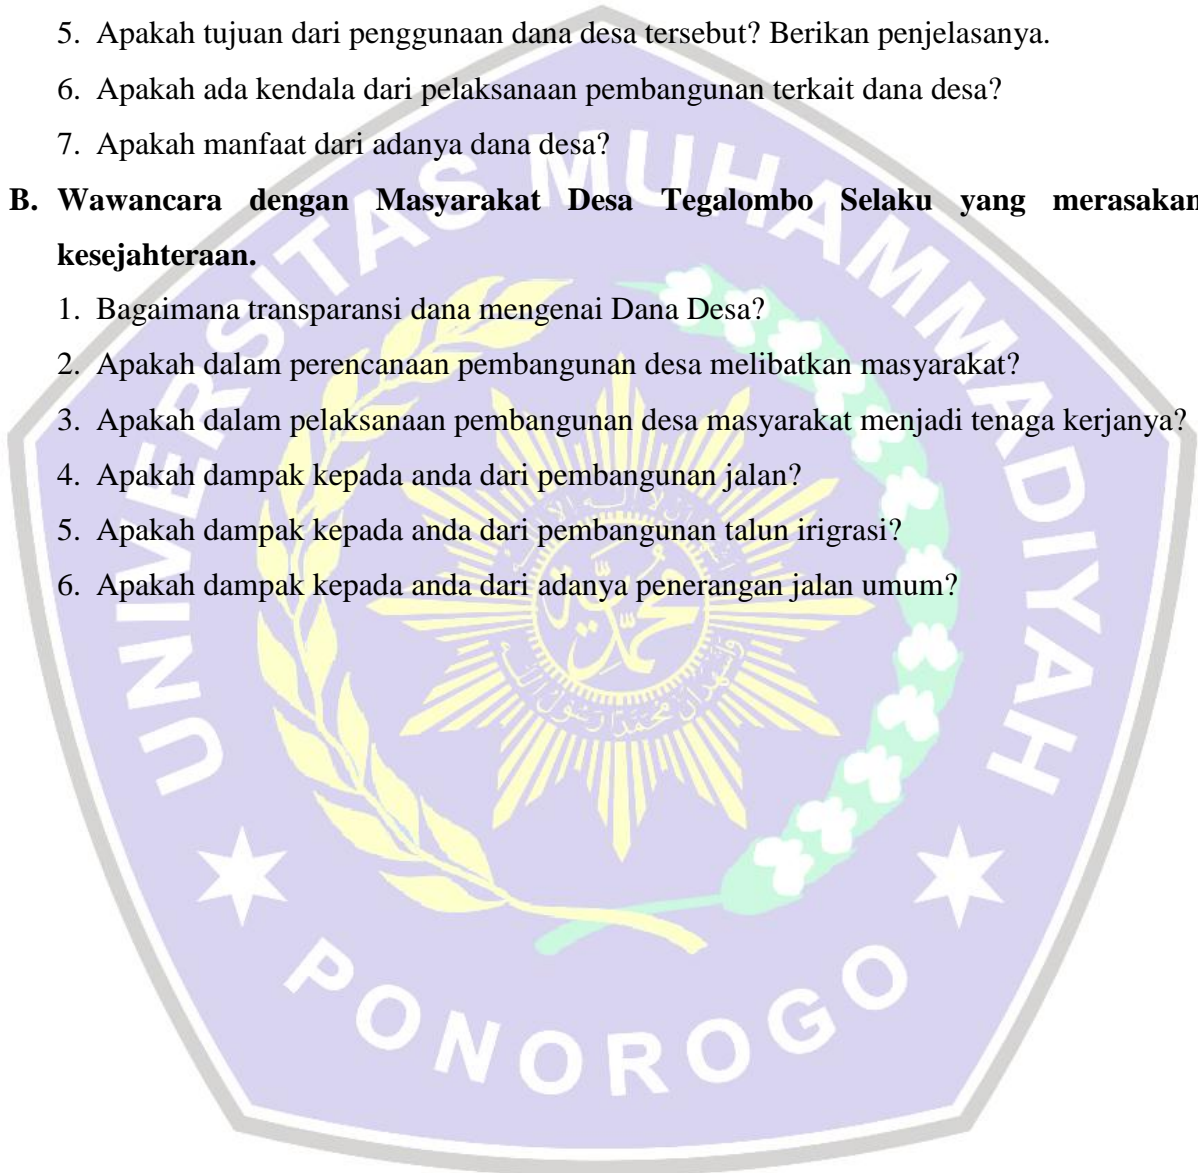 5. Apakah tujuan dari penggunaan dana desa tersebut? Berikan penjelasanya.
6. Apakah ada kendala dari pelaksanaan pembangunan terkait dana desa?
7. Apakah manfaat dari adanya dana desa?
B. Wawancara dengan Masyarakat Desa Tegalombo Selaku yang merasakan
kesejahteraan.
1. Bagaimana transparansi dana mengenai Dana Desa?
2. Apakah dalam perencanaan pembangunan desa melibatkan masyarakat?
3. Apakah dalam pelaksanaan pembangunan desa masyarakat menjadi tenaga kerjanya?
4. Apakah dampak kepada anda dari pembangunan jalan?
5. Apakah dampak kepada anda dari pembangunan talun irigrasi?
6. Apakah dampak kepada anda dari adanya penerangan jalan umum?
UNIVERSITAS MUHAMMADIYAH
PONOROGO